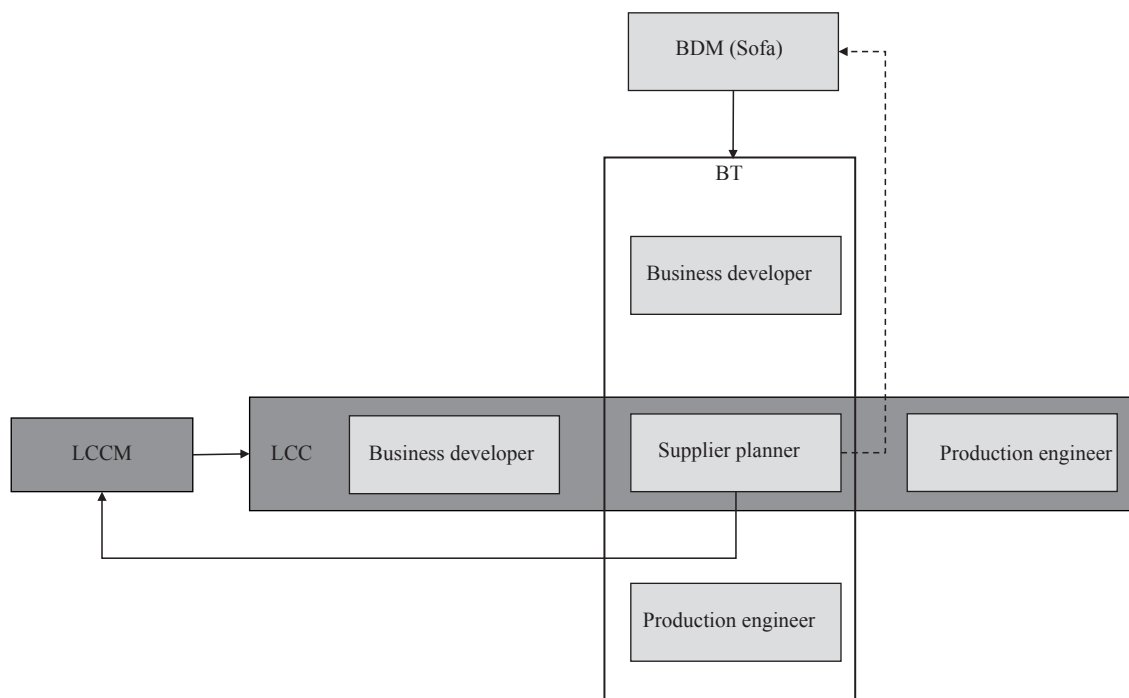 BDM (Sofa)
BT
Business developer
LCCM
LCC
Business developer
Supplier planner
Production engineer
Production engineer